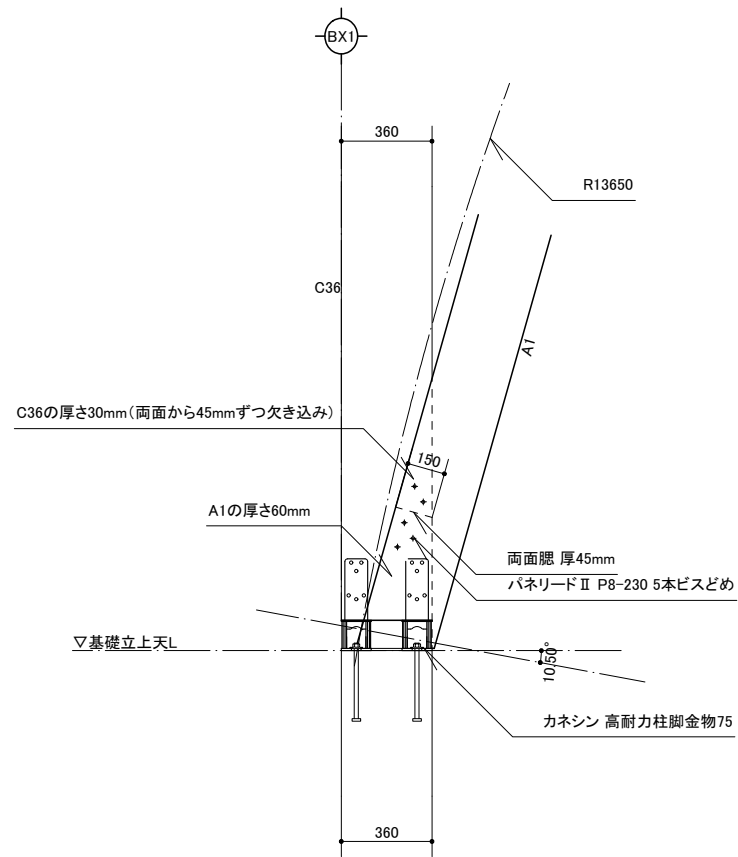 BX1
360
R13650
C36
A1
C36の厚さ30mm（両面から45mmずつ欠き込み）
150
A1の厚さ60mm
両面腮 厚45mm
パネリードⅡ P8-230 5本ビスどめ
▽基礎立上天L
10.50°
カネシン 高耐力柱脚金物75
360